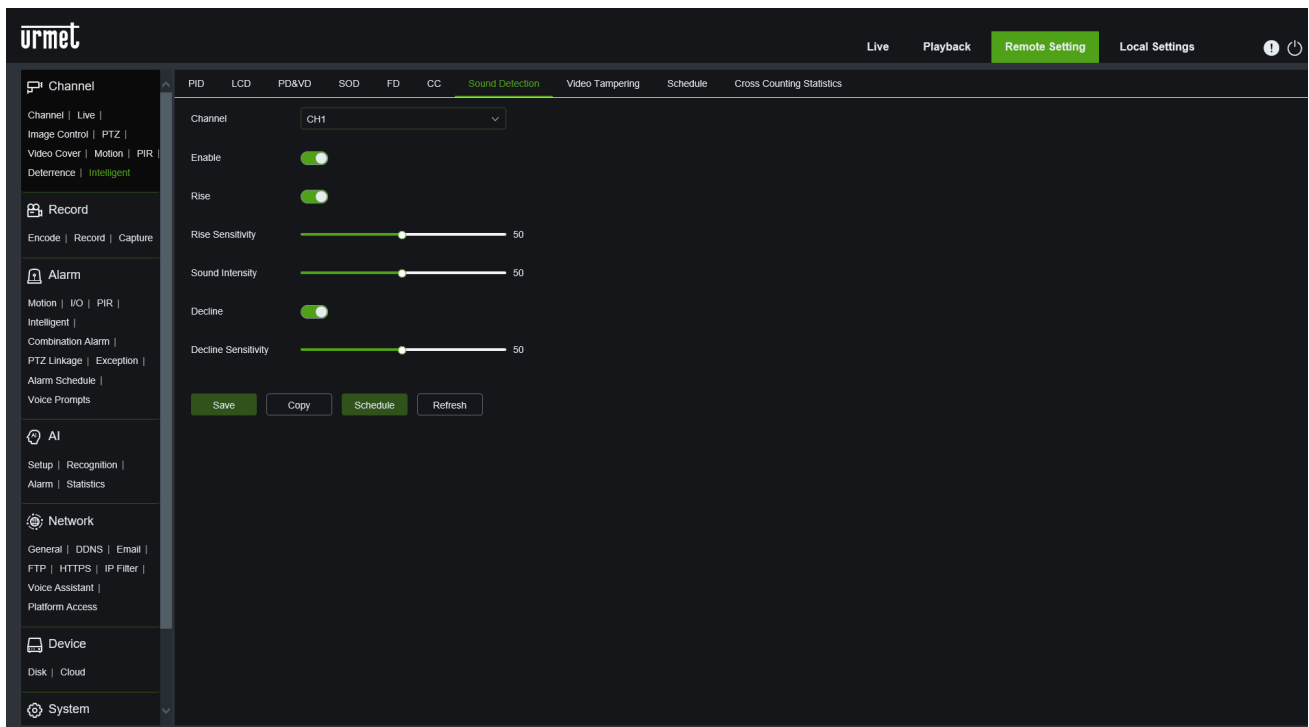 urmet
Live Playback Remote Setting Local Settings
Channel
Channel | Live |
Image Control | PTZ |
Video Cover | Motion | PIR |
Deterrence | Intelligent
Record
Encode | Record | Capture
Alarm
Motion | I/O | PIR |
Intelligent |
Combination Alarm |
PTZ Linkage | Exception |
Alarm Schedule |
Voice Prompts
AI
Setup | Recognition |
Alarm | Statistics
Network
General | DDNS | Email |
FTP | HTTPS | IP Filter |
Voice Assistant |
Platform Access
Device
Disk | Cloud
System
PID LCD PD&VD SOD FD CC Sound Detection Video Tampering Schedule Cross Counting Statistics
Channel CH1
Enable
Rise
Rise Sensitivity 50
Sound Intensity 50
Decline
Decline Sensitivity 50
Save Copy Schedule Refresh